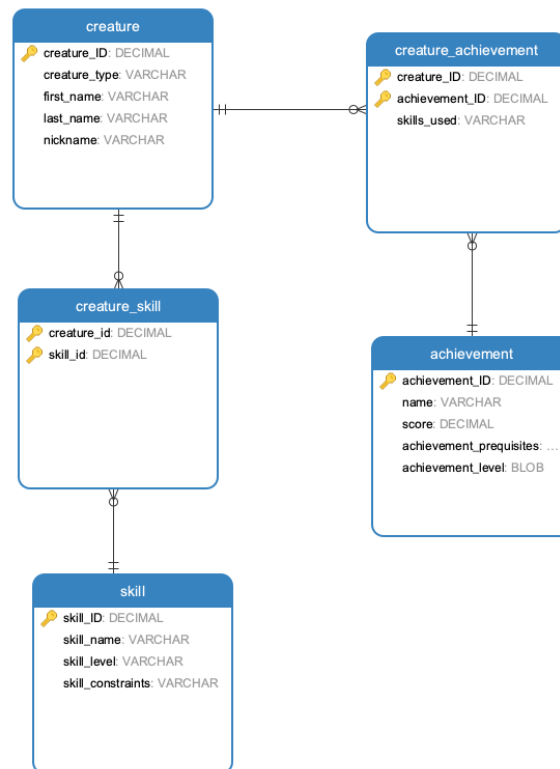 creature
creature_ID: DECIMAL
creature_type: VARCHAR
first_name: VARCHAR
last_name: VARCHAR
nickname: VARCHAR
creature_achievement
creature_ID: DECIMAL
achievement_ID: DECIMAL
skills_used: VARCHAR
creature_skill
creature_id: DECIMAL
skill_id: DECIMAL
achievement
achievement_ID: DECIMAL
name: VARCHAR
score: DECIMAL
achievement_prequisites: ...
achievement_level: BLOB
skill
skill_ID: DECIMAL
skill_name: VARCHAR
skill_level: VARCHAR
skill_constraints: VARCHAR